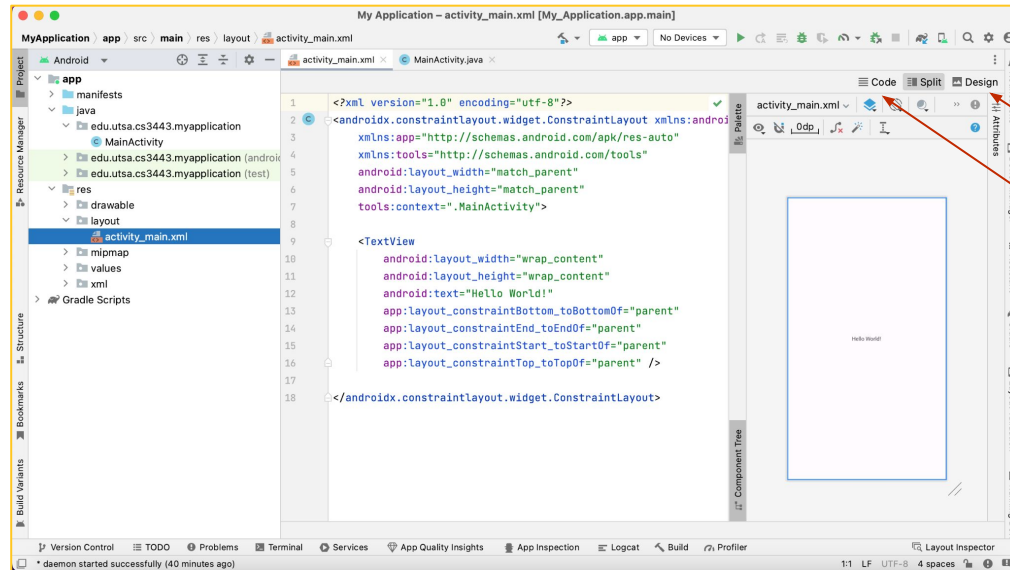 My Application – activity_main.xml [My_Application.app.main]
MyApplication app src main res layout activity_main.xml
app No Devices
Android
activity_main.xml MainActivity.java
Code Split Design
Project
Resource Manager
Structure
Bookmarks
Build Variants
app
manifests
java
edu.utsa.cs3443.myapplication
MainActivity
edu.utsa.cs3443.myapplication (androi
edu.utsa.cs3443.myapplication (test)
res
drawable
layout
activity_main.xml
mipmap
values
xml
Gradle Scripts
1 <?xml version="1.0" encoding="utf-8"?>
2 <androidx.constraintlayout.widget.ConstraintLayout xmlns:androi
3 xmlns:app="http://schemas.android.com/apk/res-auto"
4 xmlns:tools="http://schemas.android.com/tools"
5 android:layout_width="match_parent"
6 android:layout_height="match_parent"
7 tools:context=".MainActivity">
8
9 <TextView
10 android:layout_width="wrap_content"
11 android:layout_height="wrap_content"
12 android:text="Hello World!"
13 app:layout_constraintBottom_toBottomOf="parent"
14 app:layout_constraintEnd_toEndOf="parent"
15 app:layout_constraintStart_toStartOf="parent"
16 app:layout_constraintTop_toTopOf="parent" />
17
18 </androidx.constraintlayout.widget.ConstraintLayout>
Palette
Component Tree
activity_main.xml
0dp
Attributes
Hello World!
Version Control TODO Problems Terminal Services App Quality Insights App Inspection Logcat Build Profiler Layout Inspector
* daemon started successfully (40 minutes ago) 1:1 LF UTF-8 4 spaces